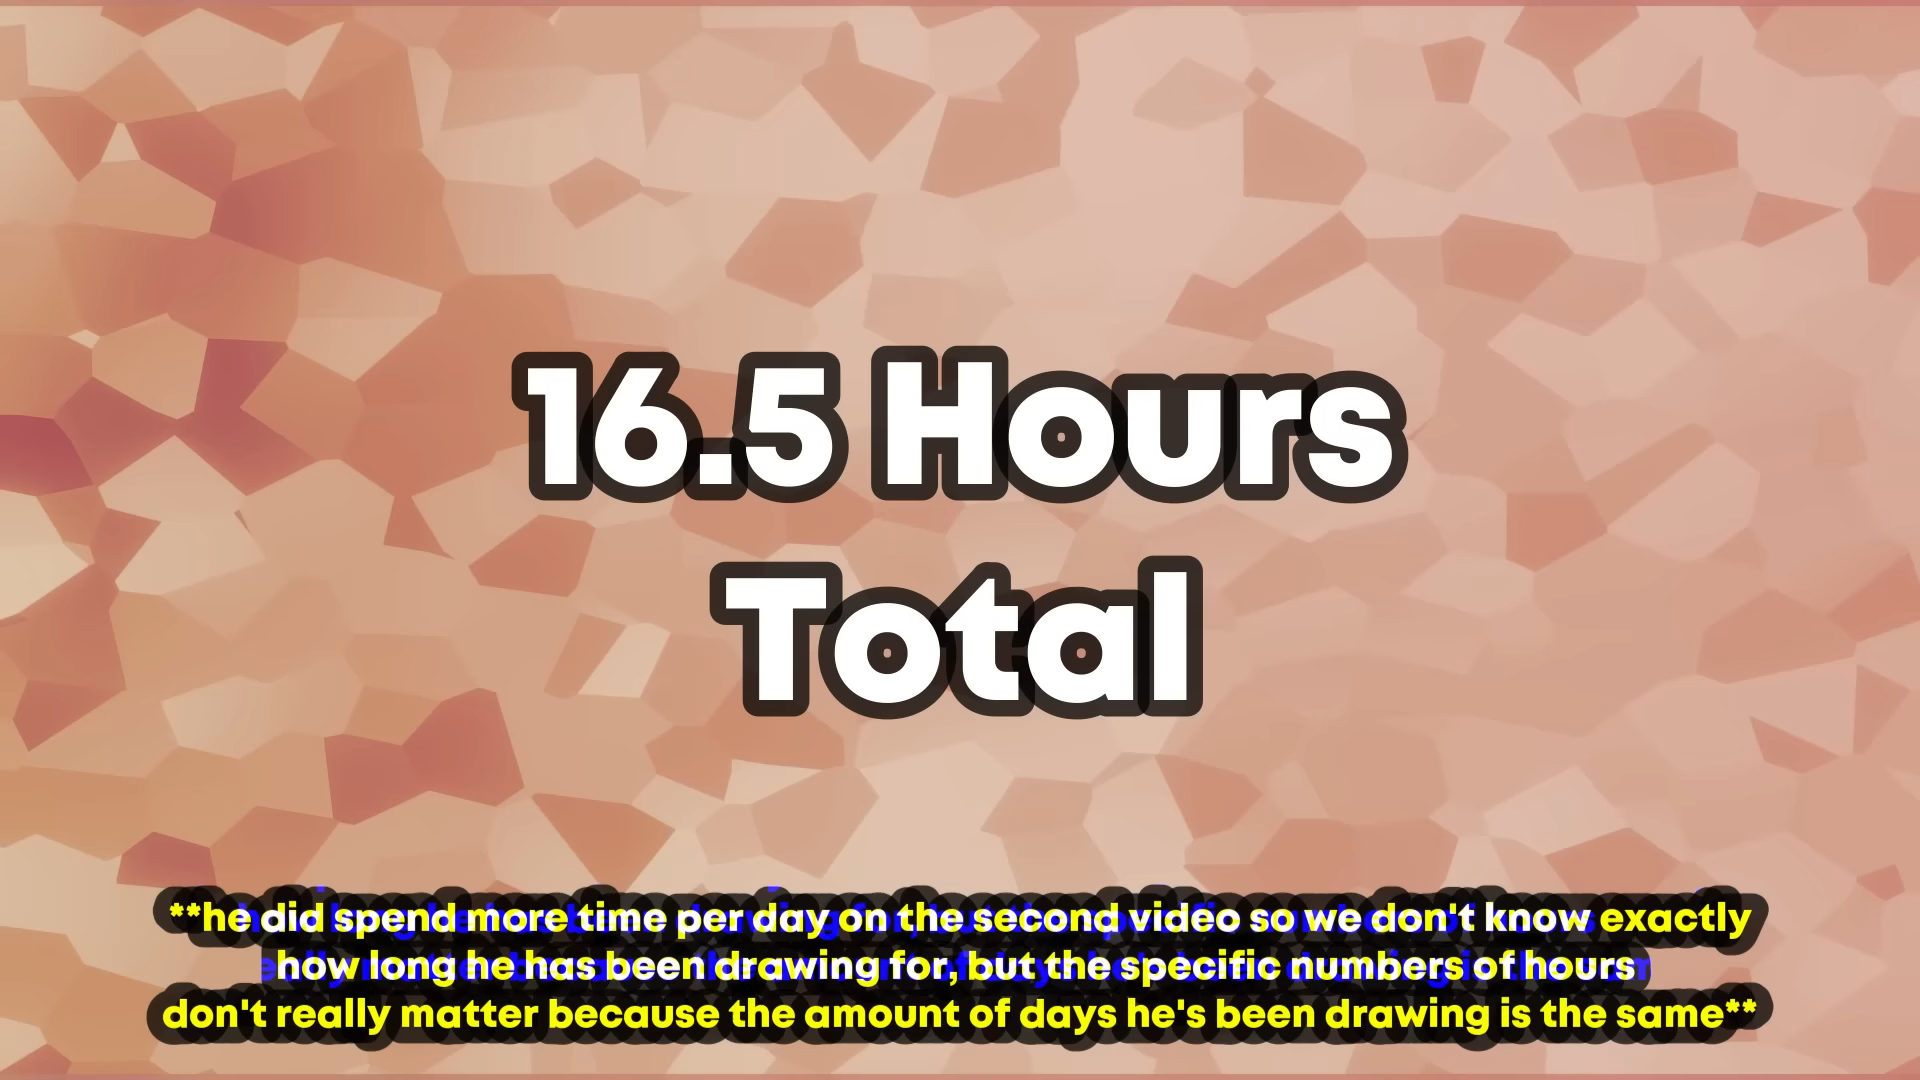 16.5 Hours
Total
**he did spend more time per day on the second video so we don't know exactly
how long he has been drawing for, but the specific numbers of hours
don't really matter because the amount of days he's been drawing is the same**